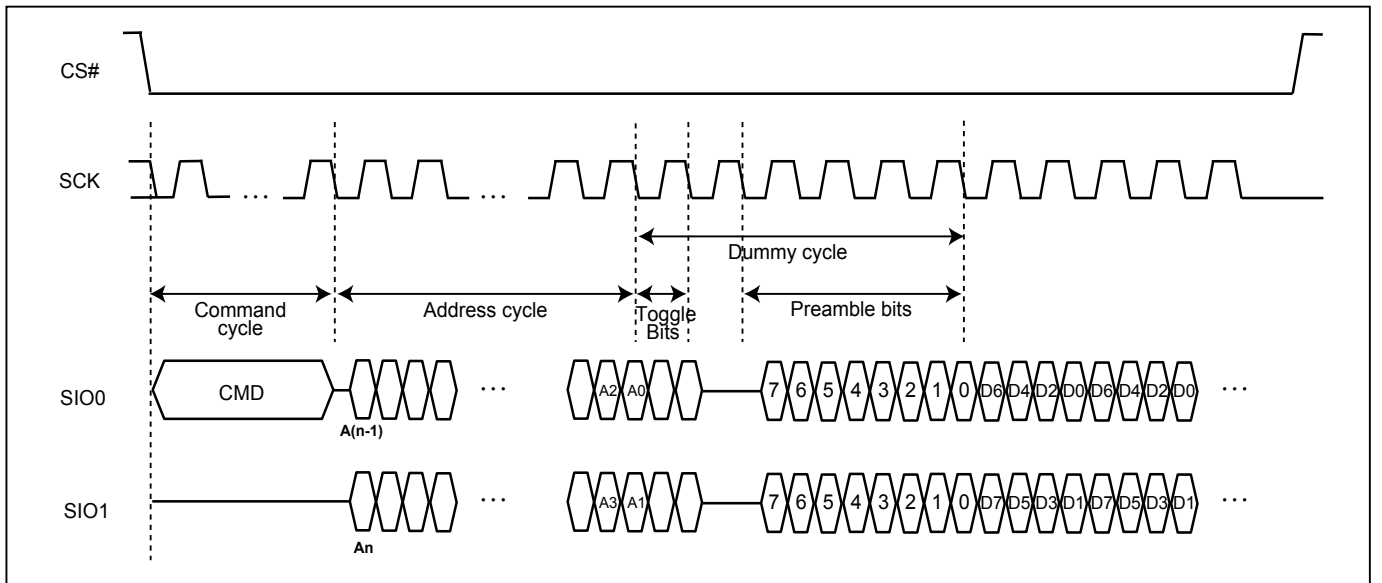 CS#
SCK
… …
Dummy cycle
Command cycle
Address cycle
Toggle Bits
Preamble bits
SIO0
CMD
… A2 A0 7 6 5 4 3 2 1 0 D6 D4 D2 D0 D6 D4 D2 D0 …
A(n-1)
SIO1
… A3 A1 7 6 5 4 3 2 1 0 D7 D5 D3 D1 D7 D5 D3 D1 …
An